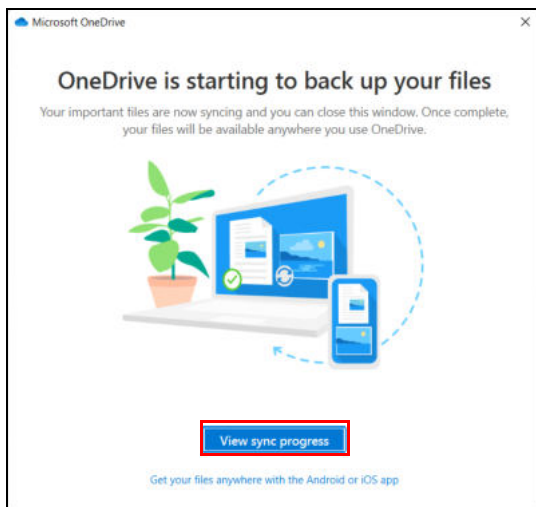 Microsoft OneDrive
OneDrive is starting to back up your files
Your important files are now syncing and you can close this window. Once complete,
your files will be available anywhere you use OneDrive.
View sync progress
Get your files anywhere with the Android or iOS app